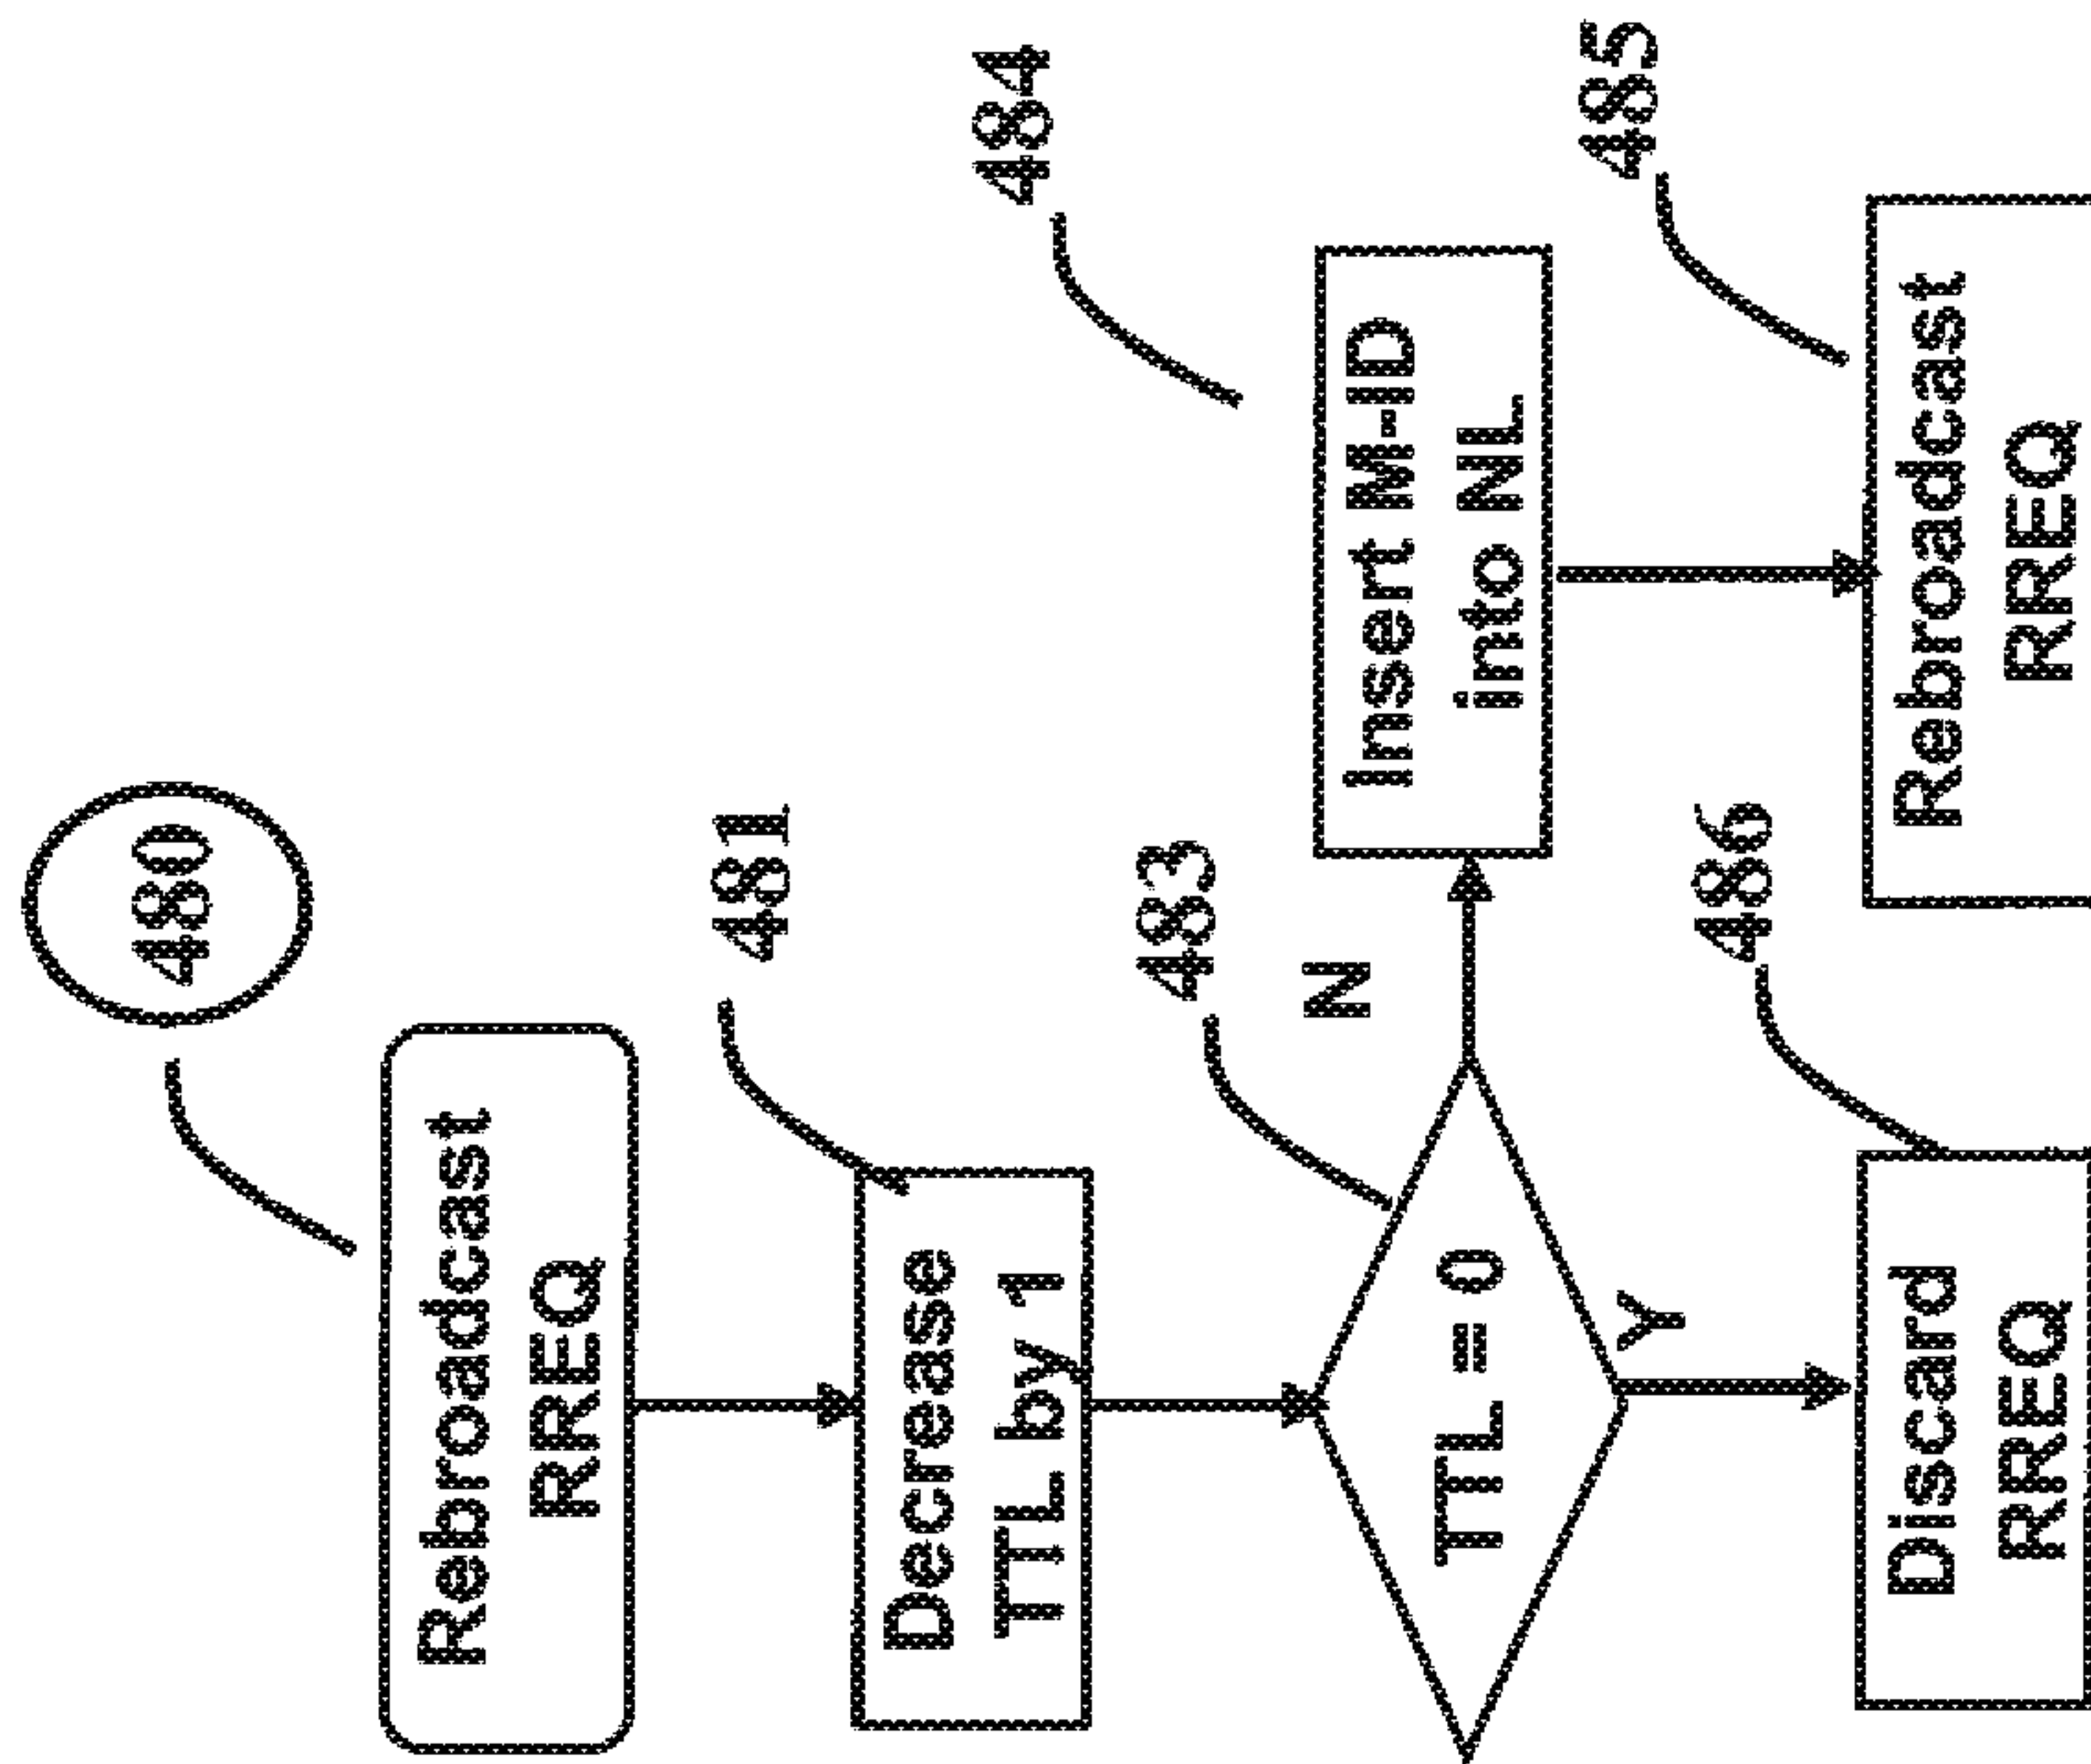 480
Rebroadcast
RREQ
481
Decrease
TTL by 1
483
TTL = 0
N
Y
484
Insert M-ID
into NL
485
Rebroadcast
RREQ
486
Discard
RREQ